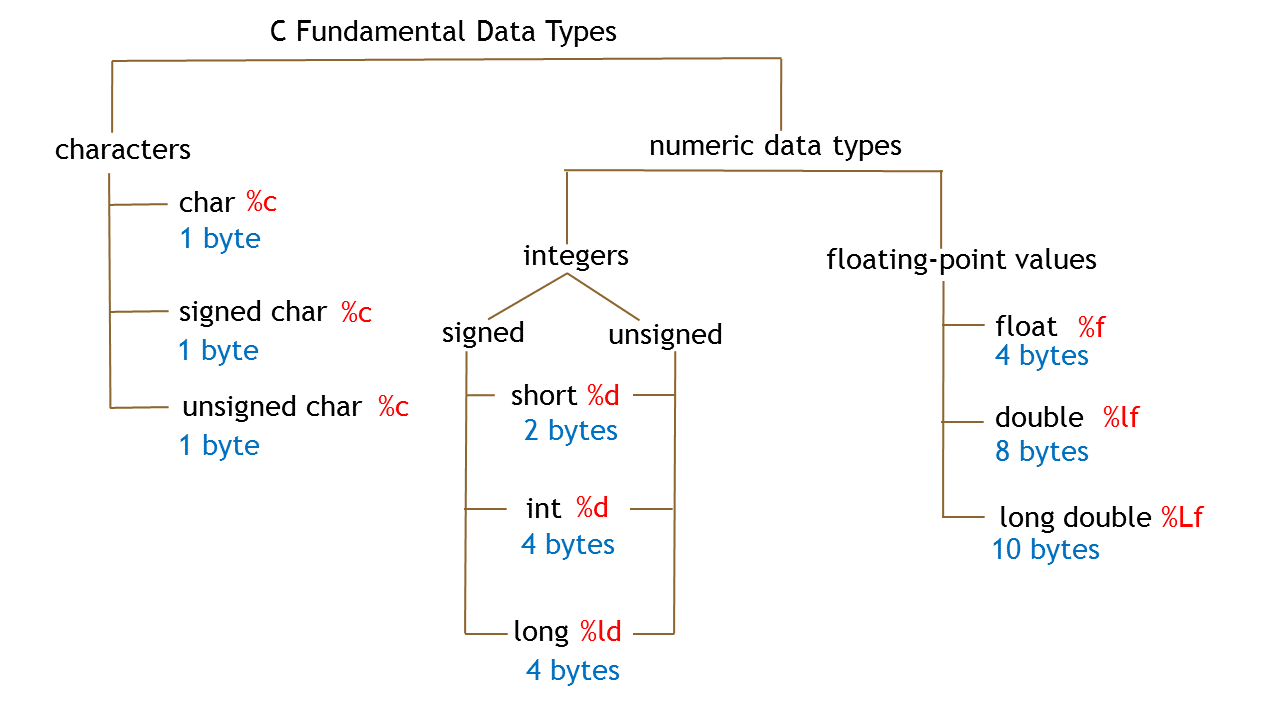 C Fundamental Data Types
characters
char %c
1 byte
signed char %c
1 byte
unsigned char %c
1 byte
numeric data types
integers
signed
unsigned
short %d
2 bytes
int %d
4 bytes
long %ld
4 bytes
floating-point values
float %f
4 bytes
double %lf
8 bytes
long double %Lf
10 bytes